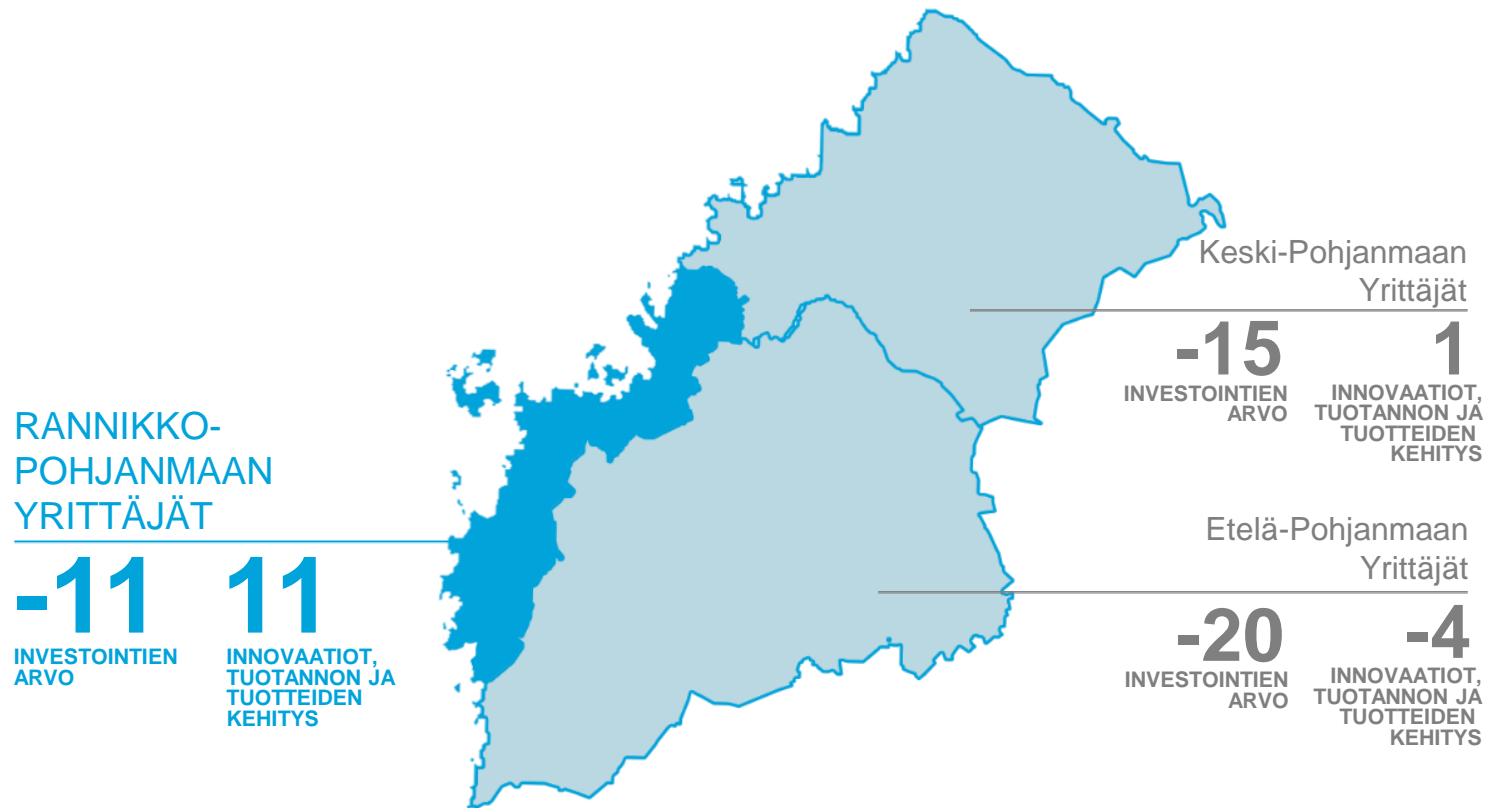 RANNIKKO-
POHJANMAAN
YRITTÄJÄT
-11
INVESTOINTIEN
ARVO
11
INNOVAATIOT,
TUOTANNON JA
TUOTTEIDEN
KEHITYS
Keski-Pohjanmaan
Yrittäjät
-15
INVESTOINTIEN
ARVO
1
INNOVAATIOT,
TUOTANNON JA
TUOTTEIDEN
KEHITYS
Etelä-Pohjanmaan
Yrittäjät
-20
INVESTOINTIEN
ARVO
-4
INNOVAATIOT,
TUOTANNON JA
TUOTTEIDEN
KEHITYS